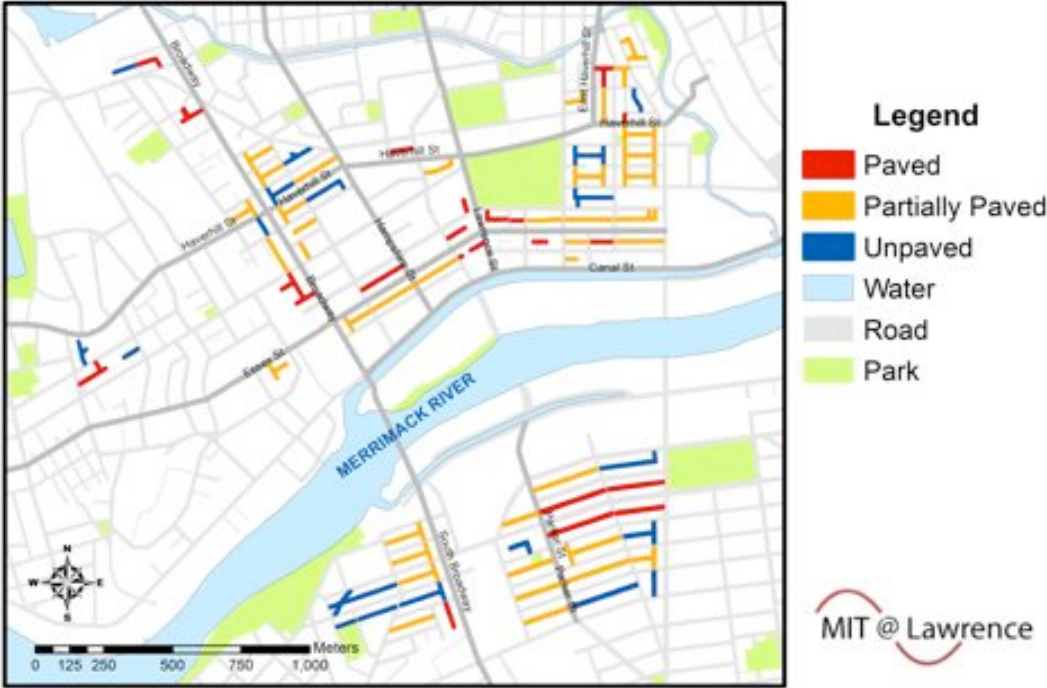 Broadway
East Haverhill St
Haverhill St
Haverhill St
Haverhill St
Haverhill St
Lawrence St
Hampshire St
Broadway
Canal St
Essex St
MERRIMACK RIVER
Parker St
South Broadway
N
W E
S
Meters
0 125 250 500 750 1,000
Legend
Paved
Partially Paved
Unpaved
Water
Road
Park
MIT @ Lawrence